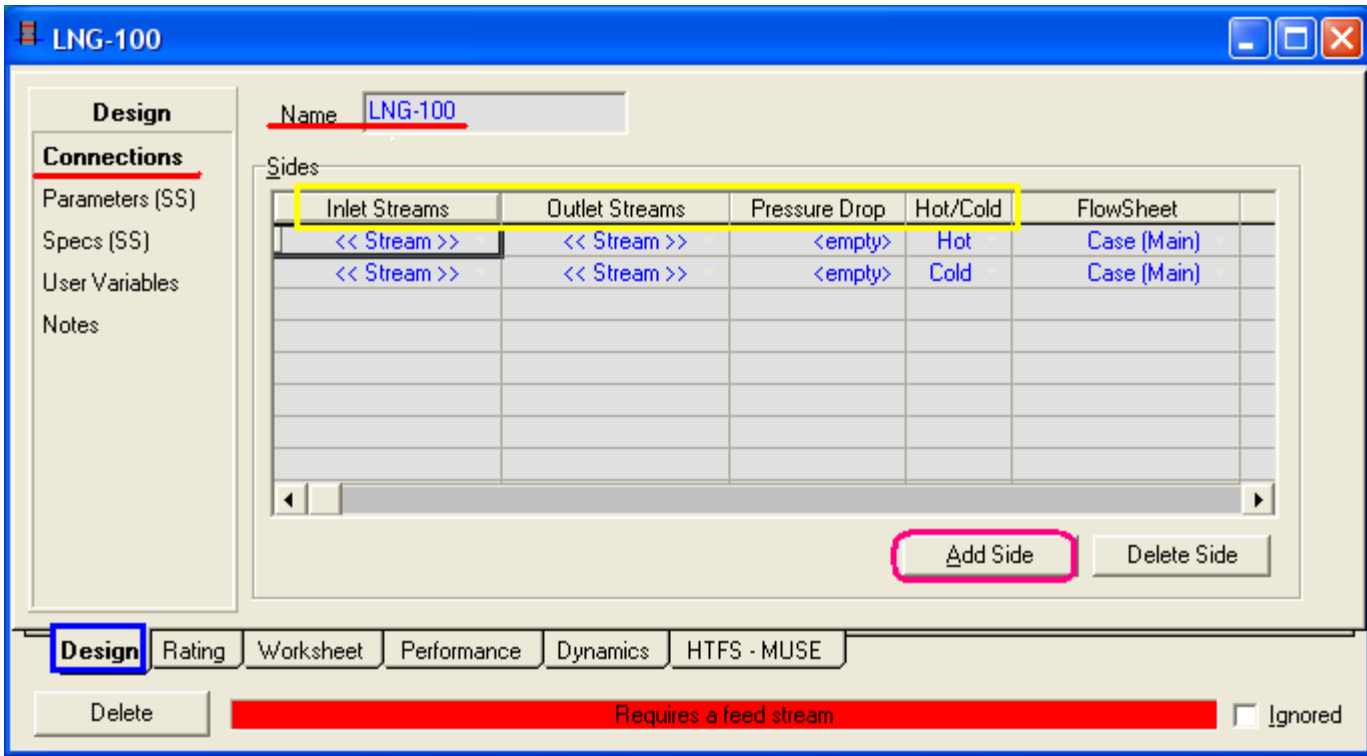 LNG-100
Design
Connections
Parameters (SS)
Specs (SS)
User Variables
Notes
Name LNG-100
Sides
Inlet Streams Outlet Streams Pressure Drop Hot/Cold FlowSheet
<< Stream >> << Stream >> <empty> Hot Case (Main)
<< Stream >> << Stream >> <empty> Cold Case (Main)
Add Side Delete Side
Design Rating Worksheet Performance Dynamics HTFS - MUSE
Delete Requires a feed stream Ignored